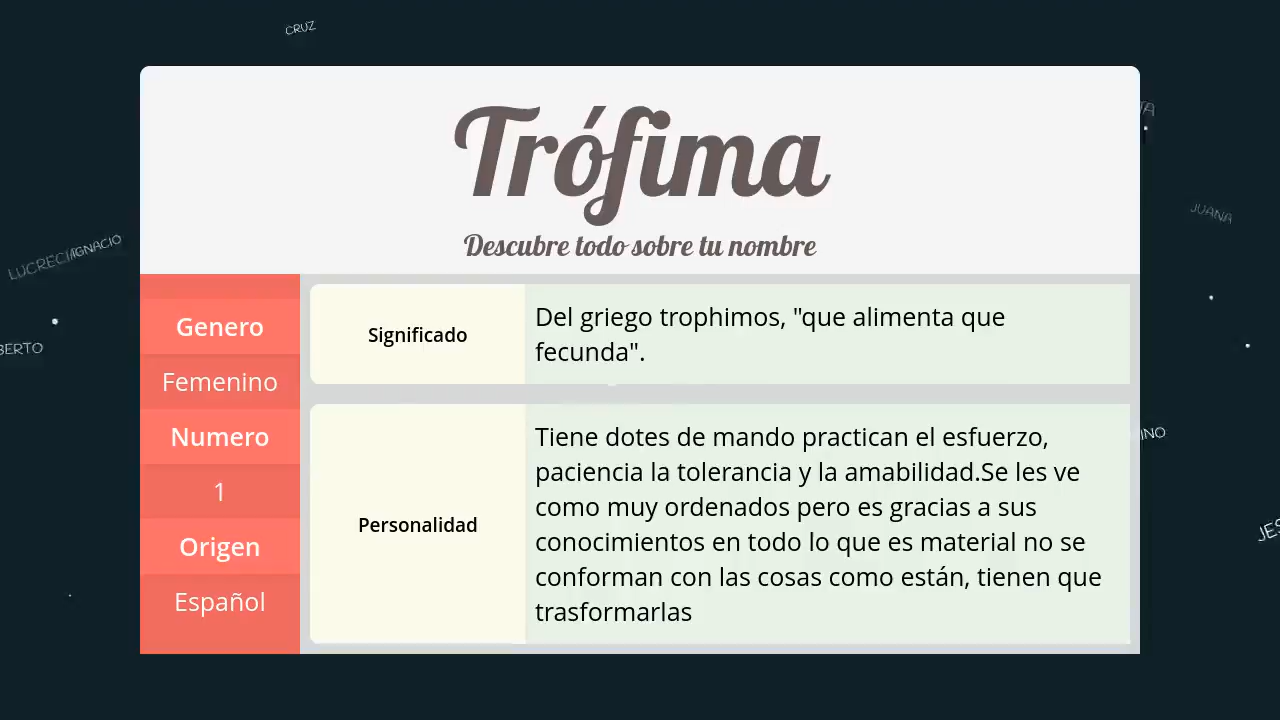 CRUZ
Trófima
Descubre todo sobre tu nombre
JUANA
IGNACIO
Genero
Femenino
Numero
1
Origen
Español
Significado
Del griego trophimos, "que alimenta que
fecunda".
Personalidad
Tiene dotes de mando practican el esfuerzo,
paciencia la tolerancia y la amabilidad.Se les ve
como muy ordenados pero es gracias a sus
conocimientos en todo lo que es material no se
conforman con las cosas como están, tienen que
trasformarlas